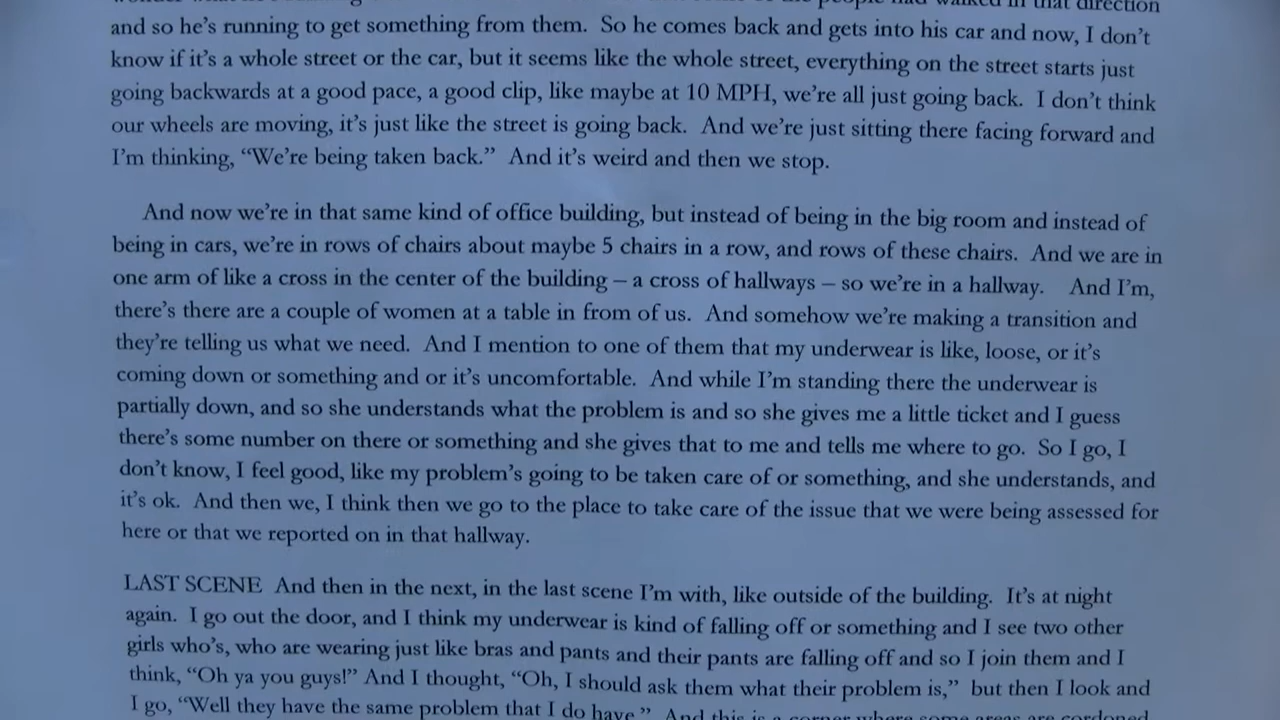 people had walked in that direction
and so he's running to get something from them.  So he comes back and gets into his car and now, I don't
know if it's a whole street or the car, but it seems like the whole street, everything on the street starts just
going backwards at a good pace, a good clip, like maybe at 10 MPH, we're all just going back.  I don't think
our wheels are moving, it's just like the street is going back.  And we're just sitting there facing forward and
I'm thinking, “We're being taken back.”  And it's weird and then we stop.
And now we're in that same kind of office building, but instead of being in the big room and instead of
being in cars, we're in rows of chairs about maybe 5 chairs in a row, and rows of these chairs.  And we are in
one arm of like a cross in the center of the building – a cross of hallways – so we're in a hallway.    And I'm,
there's there are a couple of women at a table in from of us.  And somehow we're making a transition and
they're telling us what we need.  And I mention to one of them that my underwear is like, loose, or it's
coming down or something and or it's uncomfortable.  And while I'm standing there the underwear is
partially down, and so she understands what the problem is and so she gives me a little ticket and I guess
there's some number on there or something and she gives that to me and tells me where to go.  So I go, I
don't know, I feel good, like my problem's going to be taken care of or something, and she understands, and
it's ok.  And then we, I think then we go to the place to take care of the issue that we were being assessed for
here or that we reported on in that hallway.
LAST SCENE  And then in the next, in the last scene I'm with, like outside of the building.  It's at night
again.  I go out the door, and I think my underwear is kind of falling off or something and I see two other
girls who's, who are wearing just like bras and pants and their pants are falling off and so I join them and I
think, “Oh ya you guys!” And I thought, “Oh, I should ask them what their problem is,”  but then I look and
I go, “Well they have the same problem that I do have.”  And this is a corner where some areas are cordoned